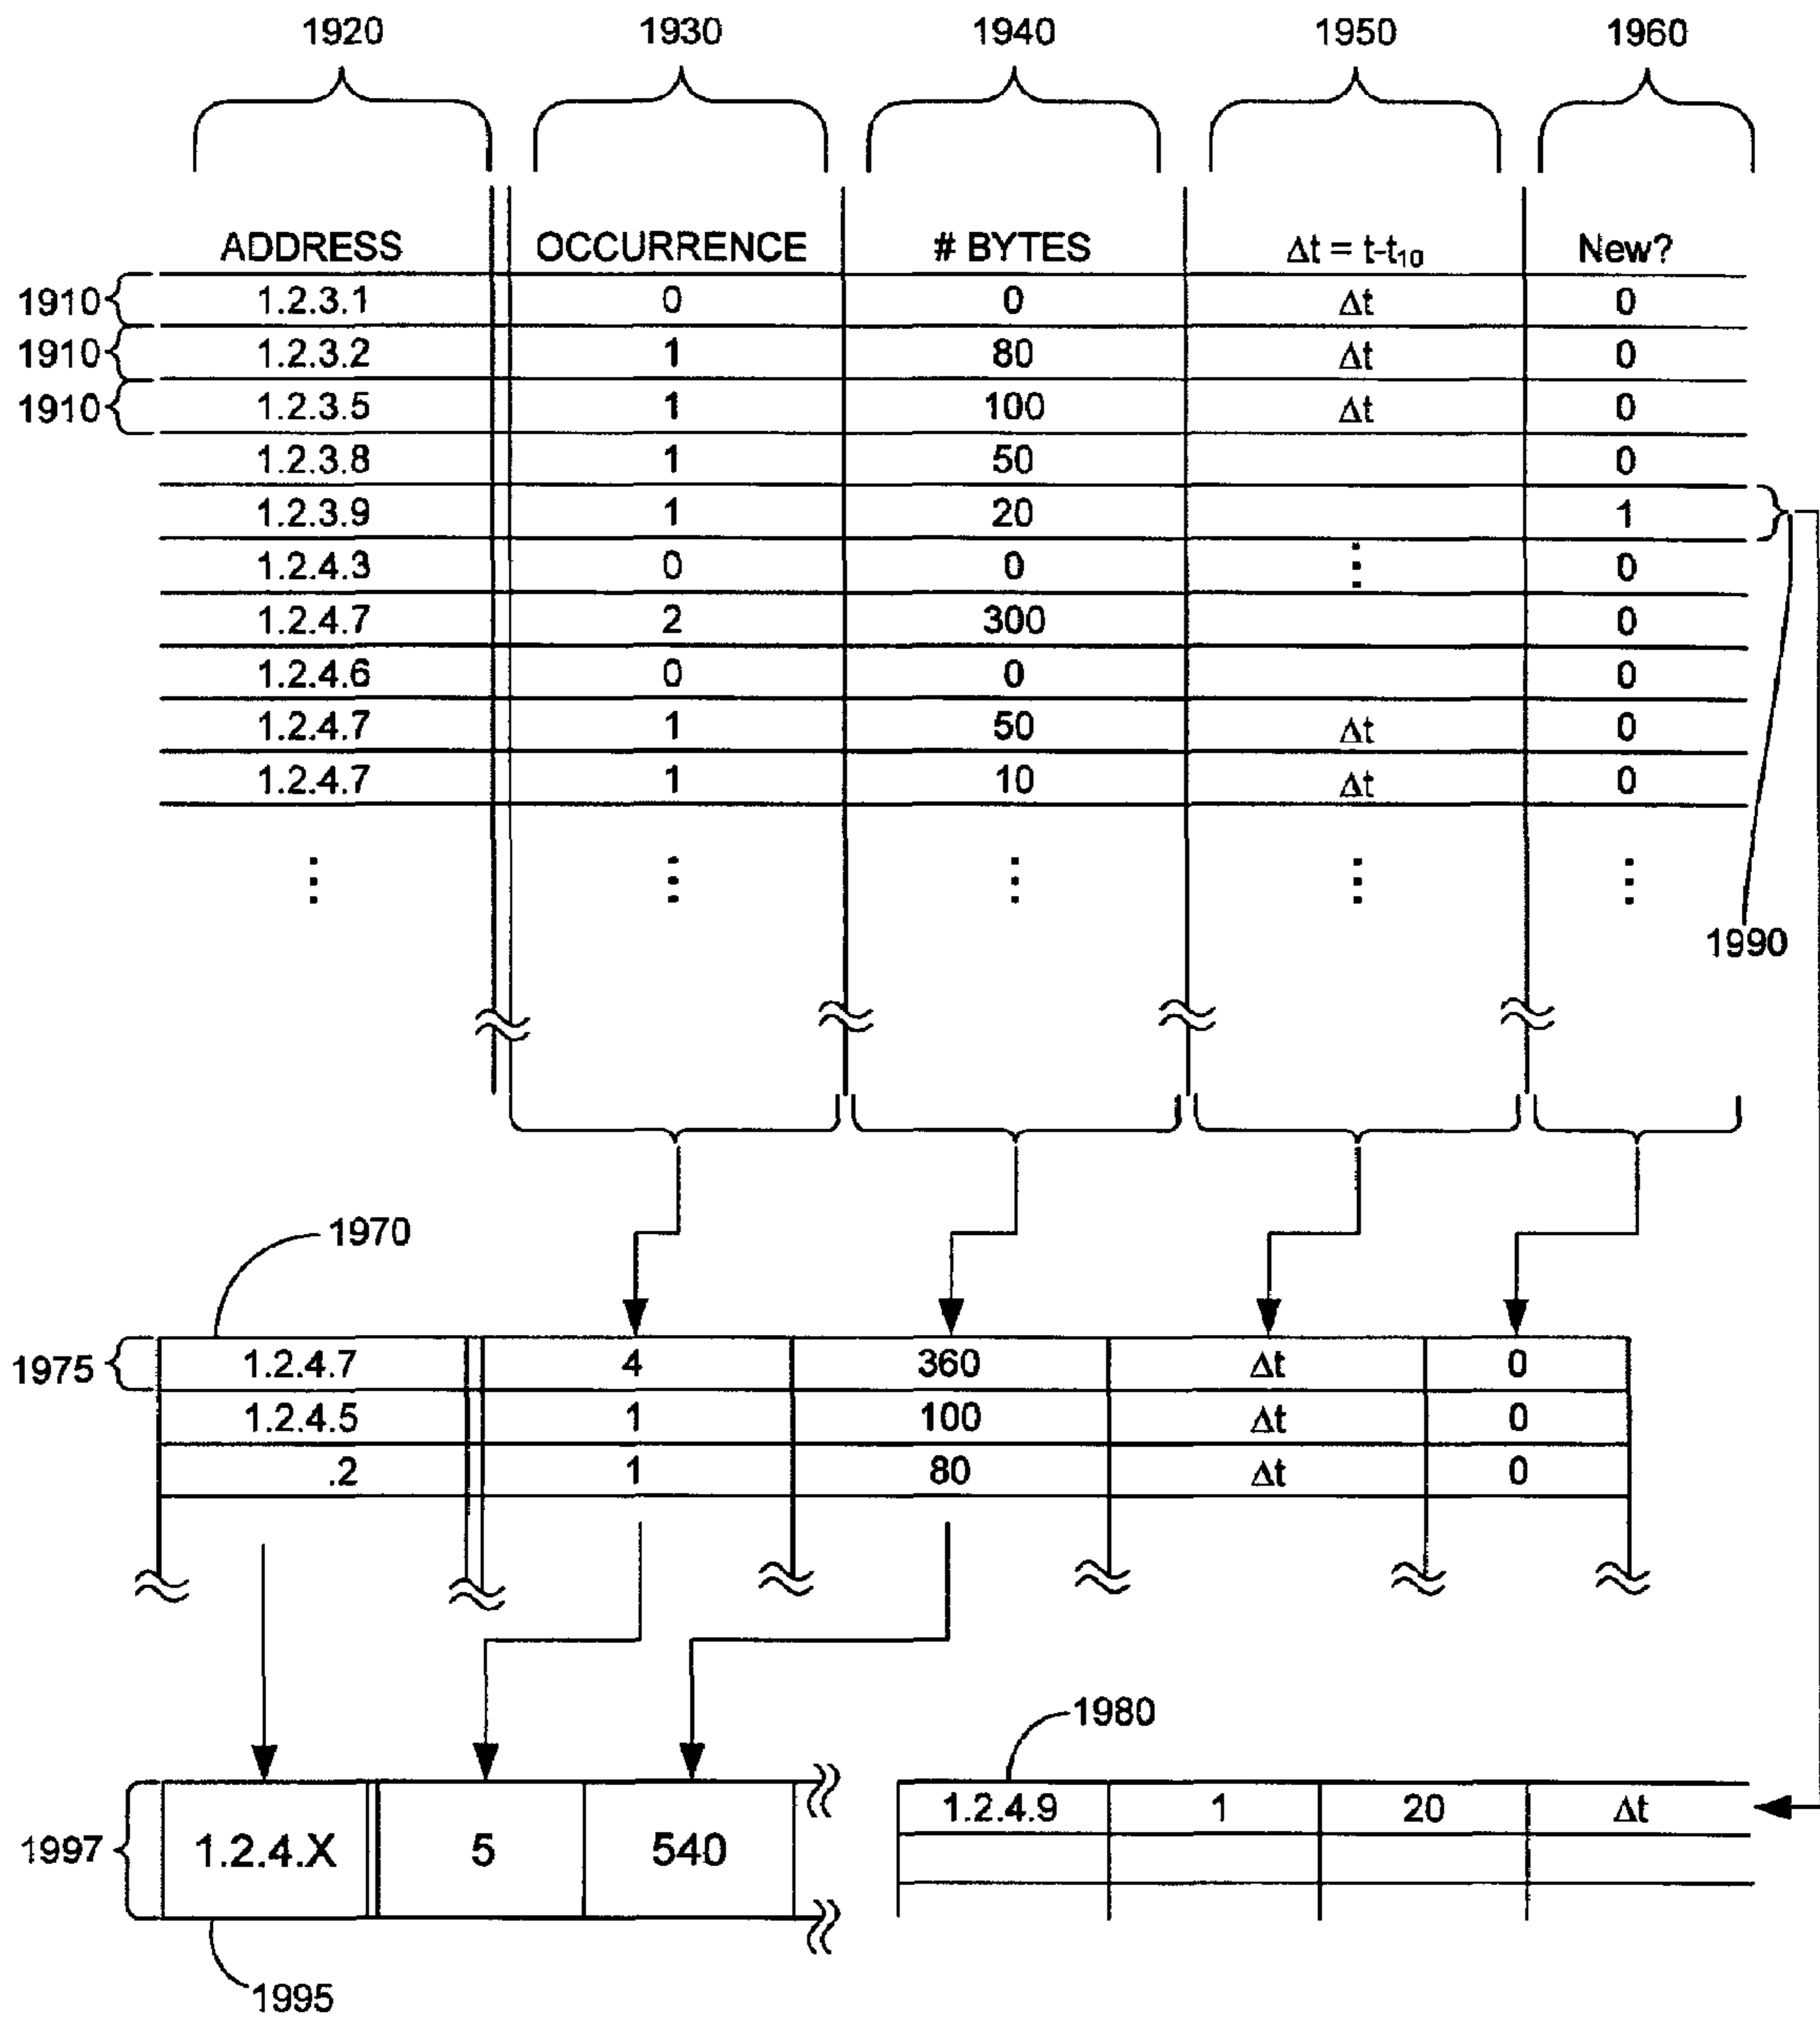 1920 1930 1940 1950 1960
ADDRESS OCCURRENCE # BYTES Δt = t-t₁₀ New?
1910 1.2.3.1 0 0 Δt 0
1910 1.2.3.2 1 80 Δt 0
1910 1.2.3.5 1 100 Δt 0
1.2.3.8 1 50 0
1.2.3.9 1 20 1
1.2.4.3 0 0 ⋮ 0
1.2.4.7 2 300 0
1.2.4.6 0 0 0
1.2.4.7 1 50 Δt 0
1.2.4.7 1 10 Δt 0
⋮ ⋮ ⋮ ⋮ ⋮
1990
1970
1975 1.2.4.7 4 360 Δt 0
1.2.4.5 1 100 Δt 0
.2 1 80 Δt 0
1980
1.2.4.9 1 20 Δt
1997 1.2.4.X 5 540
1995